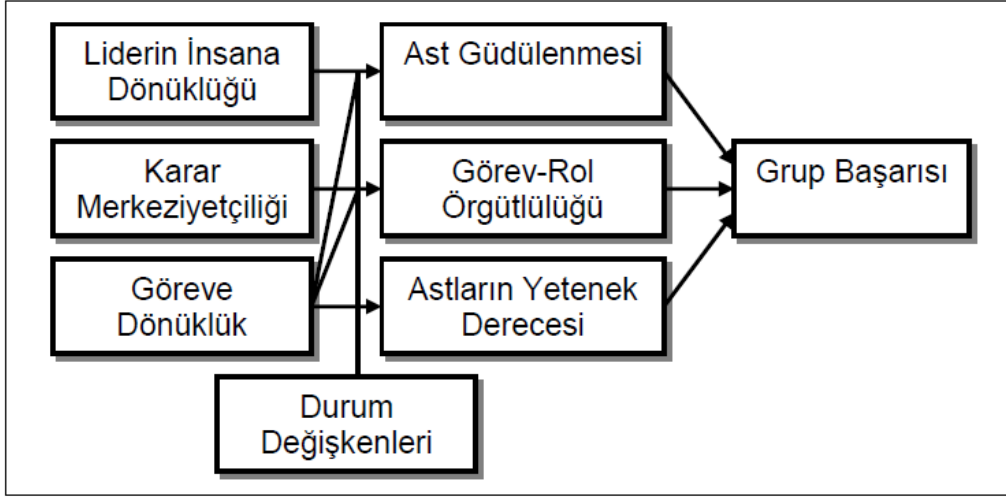 Liderin İnsana
Dönüklüğü
Ast Güdülenmesi
Karar
Merkeziyetçiliği
Görev-Rol
Örgütlülüğü
Grup Başarısı
Göreve
Dönüklük
Astların Yetenek
Derecesi
Durum
Değişkenleri